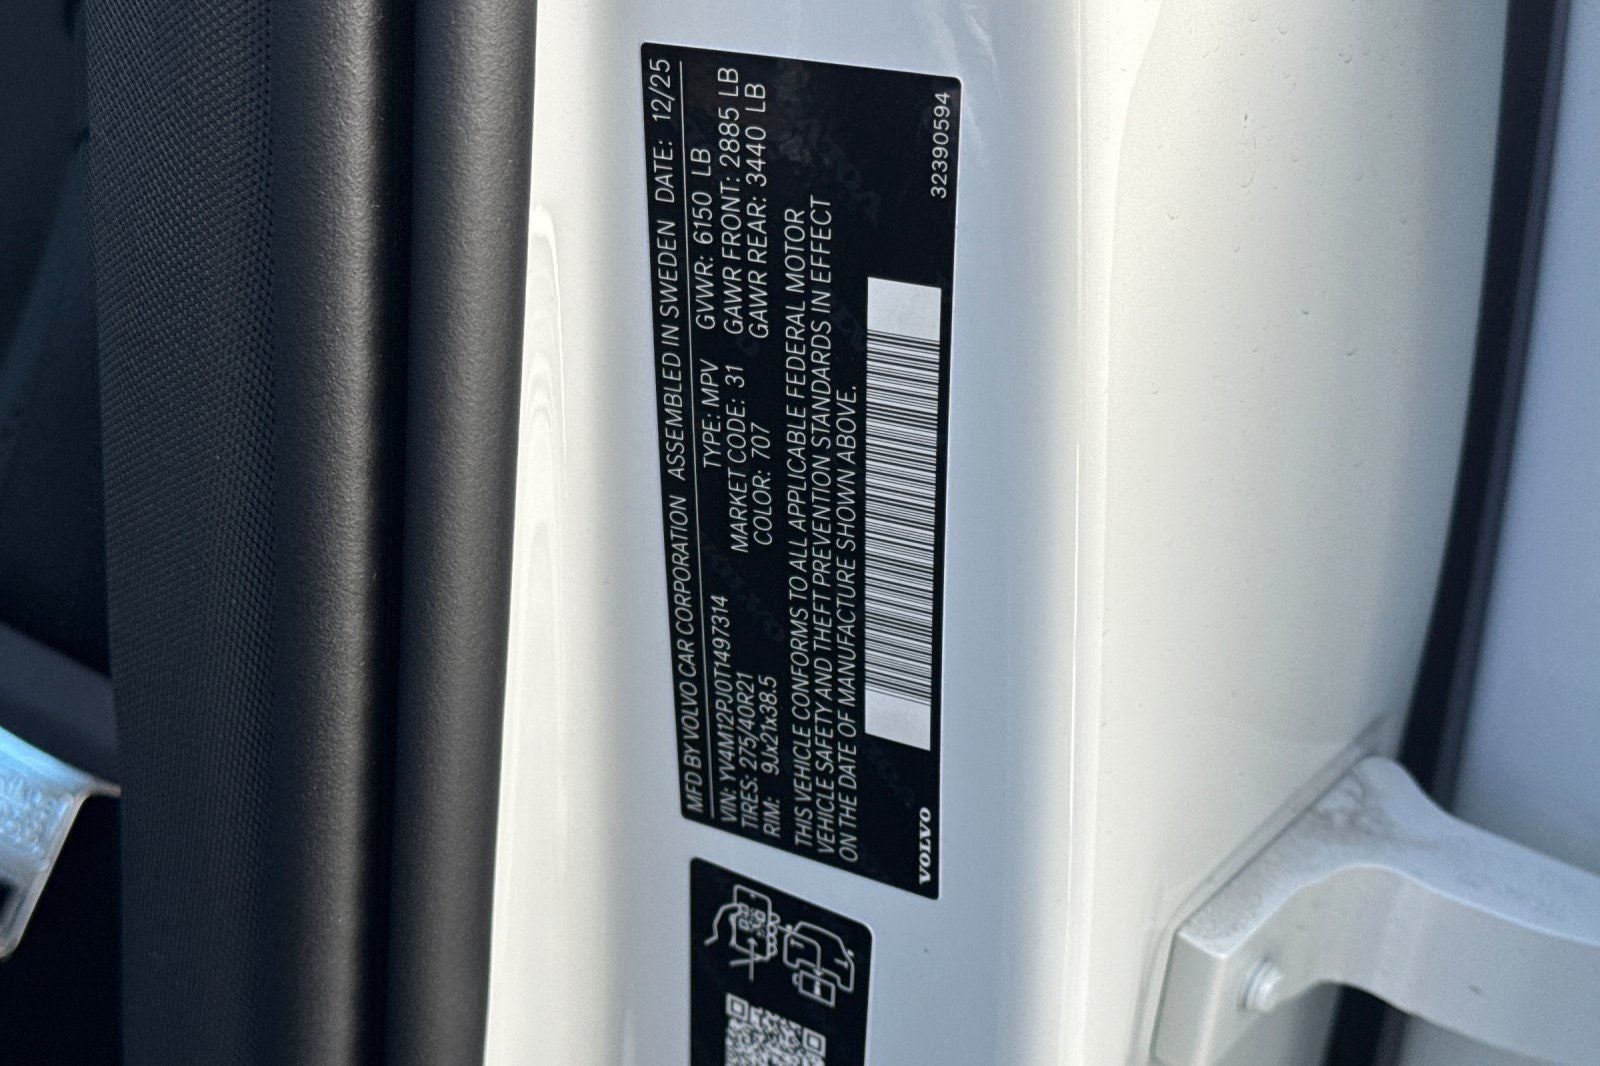 MFD BY VOLVO CAR CORPORATION ASSEMBLED IN SWEDEN DATE: 12/25
VIN: YV4M12PJ0T1497314 TYPE: MPV GVWR: 6150 LB
TIRES: 275/40R21 MARKET CODE: 31 GAWR FRONT: 2885 LB
RIM: 9Jx21x38.5 COLOR: 707 GAWR REAR: 3440 LB
THIS VEHICLE CONFORMS TO ALL APPLICABLE FEDERAL MOTOR
VEHICLE SAFETY AND THEFT PREVENTION STANDARDS IN EFFECT
ON THE DATE OF MANUFACTURE SHOWN ABOVE.
VOLVO 32390594